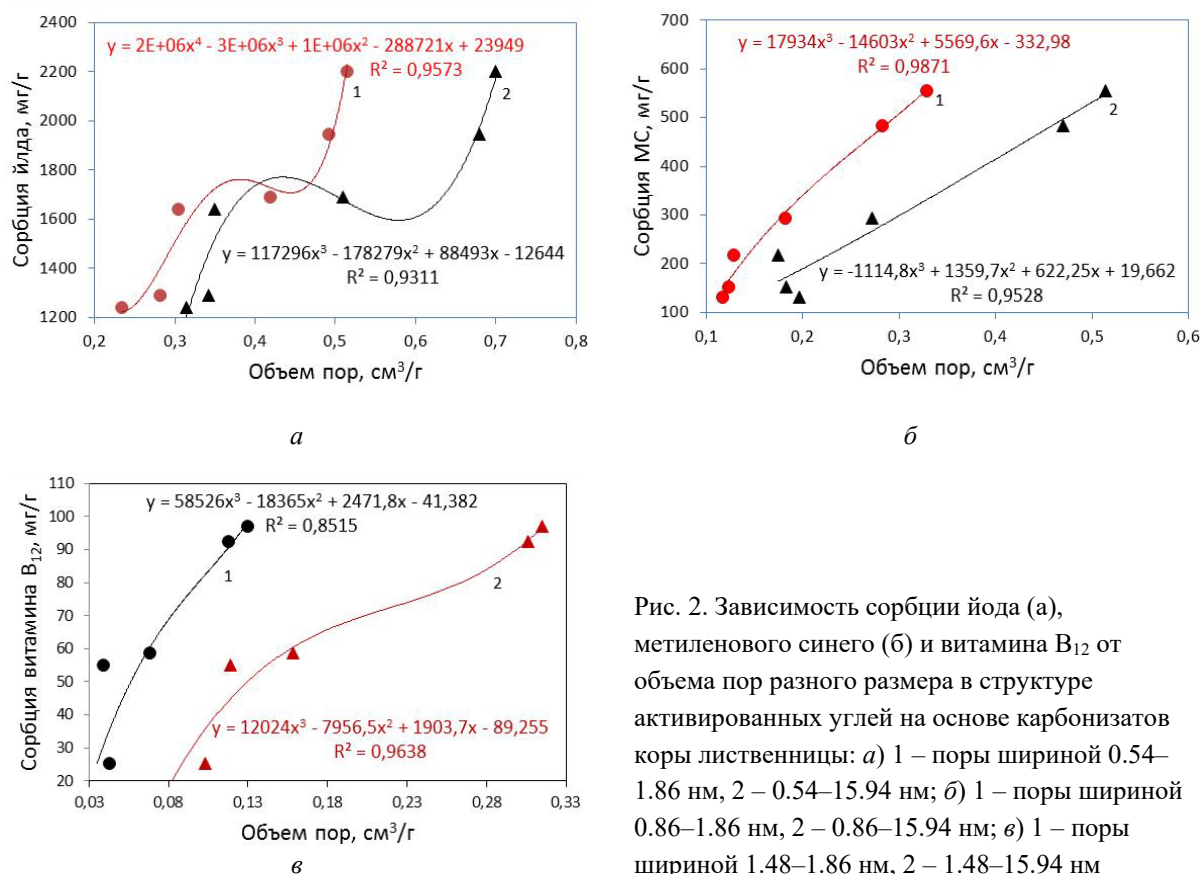 2400
2200
2000
1800
1600
1400
1200
Сорбция йлда, мг/г
y = 2E+06x⁴ - 3E+06x³ + 1E+06x² - 288721x + 23949
R² = 0,9573
1
2
y = 117296x³ - 178279x² + 88493x - 12644
R² = 0,9311
0,2 0,3 0,4 0,5 0,6 0,7 0,8
Объем пор, см³/г
а
700
600
500
400
300
200
100
Сорбция МС, мг/г
y = 17934x³ - 14603x² + 5569,6x - 332,98
R² = 0,9871
1
2
y = -1114,8x³ + 1359,7x² + 622,25x + 19,662
R² = 0,9528
0,1 0,2 0,3 0,4 0,5 0,6
Объем пор, см³/г
б
110
100
90
80
70
60
50
40
30
20
Сорбция витамина B₁₂, мг/г
y = 58526x³ - 18365x² + 2471,8x - 41,382
R² = 0,8515
1
2
y = 12024x³ - 7956,5x² + 1903,7x - 89,255
R² = 0,9638
0,03 0,08 0,13 0,18 0,23 0,28 0,33
Объем пор, см³/г
в
Рис. 2. Зависимость сорбции йода (а),
метиленового синего (б) и витамина В₁₂ от
объема пор разного размера в структуре
активированных углей на основе карбонизатов
коры лиственницы: а) 1 – поры шириной 0.54–
1.86 нм, 2 – 0.54–15.94 нм; б) 1 – поры шириной
0.86–1.86 нм, 2 – 0.86–15.94 нм; в) 1 – поры
шириной 1.48–1.86 нм, 2 – 1.48–15.94 нм